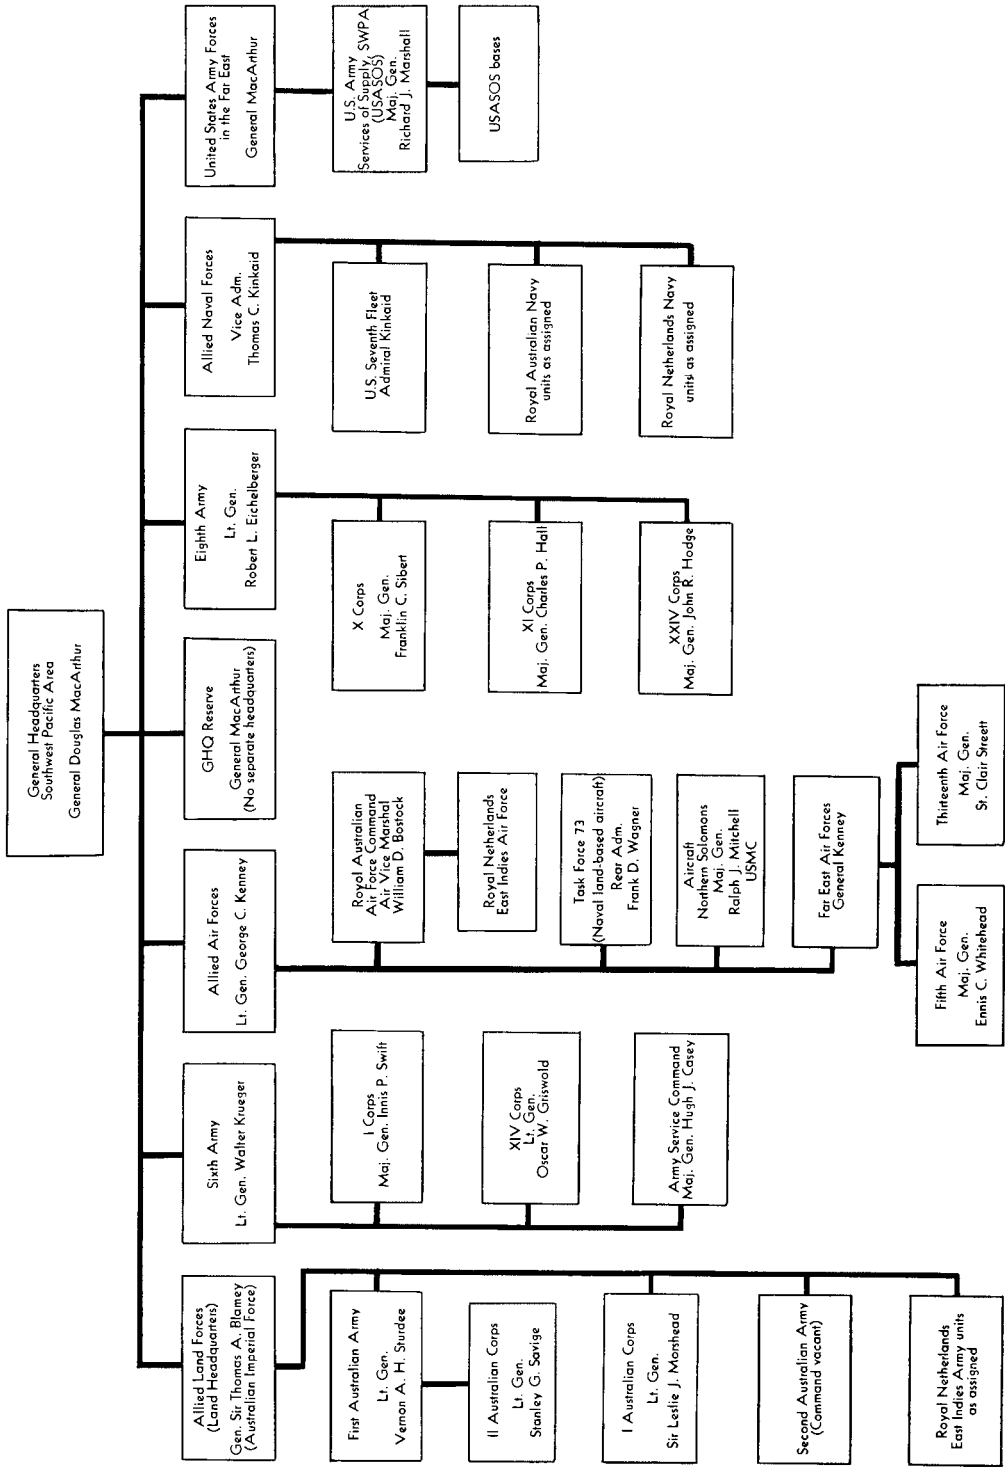 General Headquarters
Southwest Pacific Area
General Douglas MacArthur
Allied Land Forces
(Land Headquarters)
Gen. Sir Thomas A. Blamey
(Australian Imperial Force)
First Australian Army
Lt. Gen.
Vernon A. H. Sturdee
II Australian Corps
Lt. Gen.
Stanley G. Savige
I Australian Corps
Lt. Gen.
Sir Leslie J. Morshead
Second Australian Army
(Command vacant)
Royal Netherlands
East Indies Army units
as assigned
Sixth Army
Lt. Gen. Walter Krueger
I Corps
Maj. Gen. Innis P. Swift
XIV Corps
Lt. Gen.
Oscar W. Griswold
Army Service Command
Maj. Gen. Hugh J. Casey
Allied Air Forces
Lt. Gen. George C. Kenney
Royal Australian
Air Force Command
Air Vice Marshal
William D. Bostock
Royal Netherlands
East Indies Air Force
Task Force 73
(Naval land-based aircraft)
Rear Adm.
Frank D. Wagner
Aircraft
Northern Solomons
Maj. Gen.
Ralph J. Mitchell
USMC
Far East Air Forces
General Kenney
Fifth Air Force
Maj. Gen.
Ennis C. Whitehead
Thirteenth Air Force
Maj. Gen.
St. Clair Streett
GHQ Reserve
General MacArthur
(No separate headquarters)
Eighth Army
Lt. Gen.
Robert L. Eichelberger
X Corps
Maj. Gen.
Franklin C. Sibert
XI Corps
Maj. Gen. Charles P. Hall
XXIV Corps
Maj. Gen. John R. Hodge
Allied Naval Forces
Vice Adm.
Thomas C. Kinkaid
U.S. Seventh Fleet
Admiral Kinkaid
Royal Australian Navy
units as assigned
Royal Netherlands Navy
units as assigned
United States Army Forces
in the Far East
General MacArthur
U.S. Army
Services of Supply, SWPA
(USASOS)
Maj. Gen.
Richard J. Marshall
USASOS bases